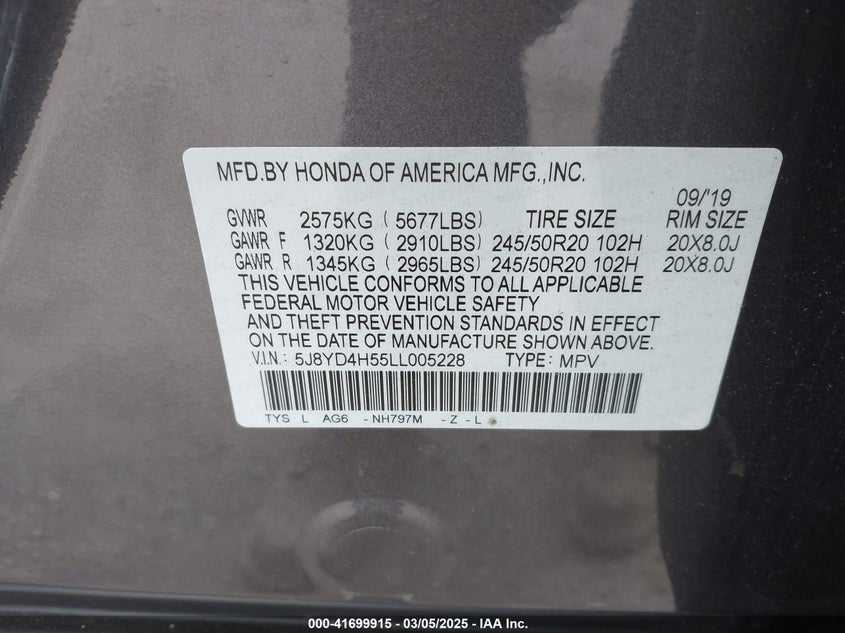 MFD.BY HONDA OF AMERICA MFG.,INC.
09/'19
GVWR 2575KG ( 5677LBS) TIRE SIZE RIM SIZE
GAWR F 1320KG ( 2910LBS) 245/50R20 102H 20X8.0J
GAWR R 1345KG ( 2965LBS) 245/50R20 102H 20X8.0J
THIS VEHICLE CONFORMS TO ALL APPLICABLE
FEDERAL MOTOR VEHICLE SAFETY
AND THEFT PREVENTION STANDARDS IN EFFECT
ON THE DATE OF MANUFACTURE SHOWN ABOVE.
V.I.N.: 5J8YD4H55LL005228 TYPE: MPV
TYS L AG6 -NH797M -Z-L
000-41699915 - 03/05/2025 - IAA Inc.